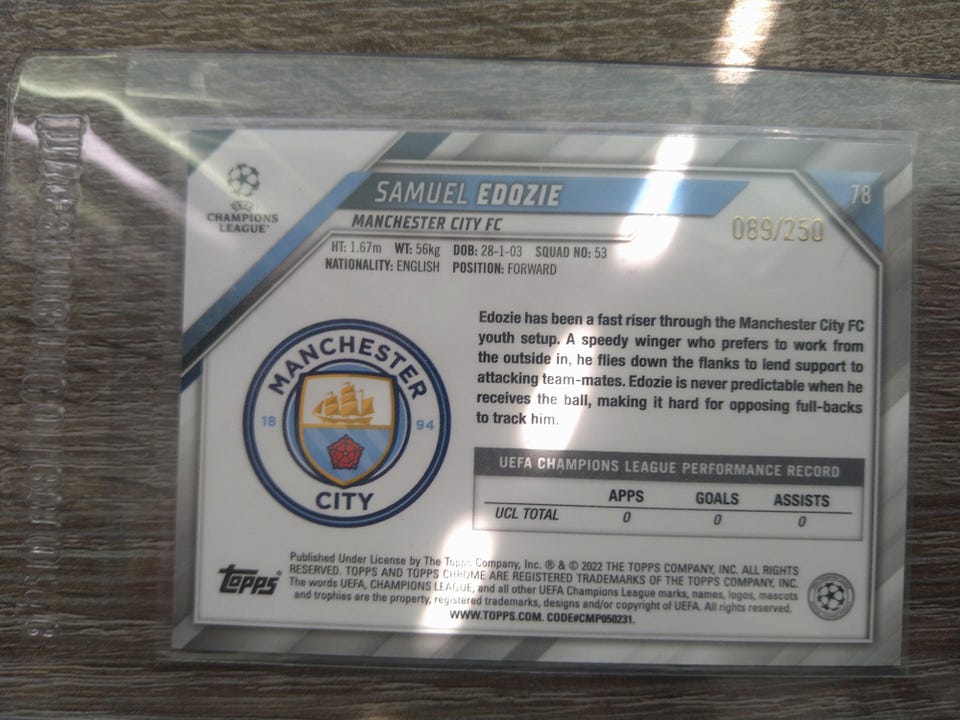 CHAMPIONS
LEAGUE™
SAMUEL EDOZIE
78
MANCHESTER CITY FC
089/250
HT: 1.67m WT: 56kg DOB: 28-1-03 SQUAD NO: 53
NATIONALITY: ENGLISH POSITION: FORWARD
Edozie has been a fast riser through the Manchester City FC
youth setup. A speedy winger who prefers to work from
the outside in, he flies down the flanks to lend support to
attacking team-mates. Edozie is never predictable when he
receives the ball, making it hard for opposing full-backs
to track him.
MANCHESTER
18 94
CITY
UEFA CHAMPIONS LEAGUE PERFORMANCE RECORD
APPS GOALS ASSISTS
UCL TOTAL 0 0 0
topps®
Published Under License by The Topps Company, Inc. ® & © 2022 THE TOPPS COMPANY, INC. ALL RIGHTS
RESERVED. TOPPS AND TOPPS CHROME ARE REGISTERED TRADEMARKS OF THE TOPPS COMPANY, INC.
The words UEFA, CHAMPIONS LEAGUE, and all other UEFA Champions League marks, names, logos, mascots
and trophies are the property, registered trademarks, designs and/or copyright of UEFA. All rights reserved.
WWW.TOPPS.COM. CODE#CMP050231.